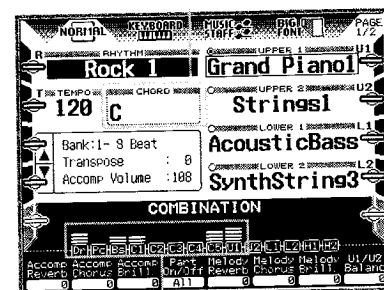 NORMAL KEYBOARD MUSIC STAFF BIG FONT PAGE 1/2
R RHYTHM UPPER 1 U1
Rock 1 Grand Piano1
T TEMPO CHORD UPPER 2 U2
120 C Strings1
LOWER 1 L1
Bank:1- 8 Beat AcousticBass
Transpose : 0 LOWER 2 L2
Accomp Volume :108 SynthString3
COMBINATION
Dr Pc Bs C1 C2 C3 C4 C5 U1 U2 L1 L2 H1 H2
Accomp Accomp Accomp Part Melody Melody Melody U1/U2
Reverb Chorus Brill. On/Off Reverb Chorus Brill. Balanc
0 0 0 All 0 0 0 0